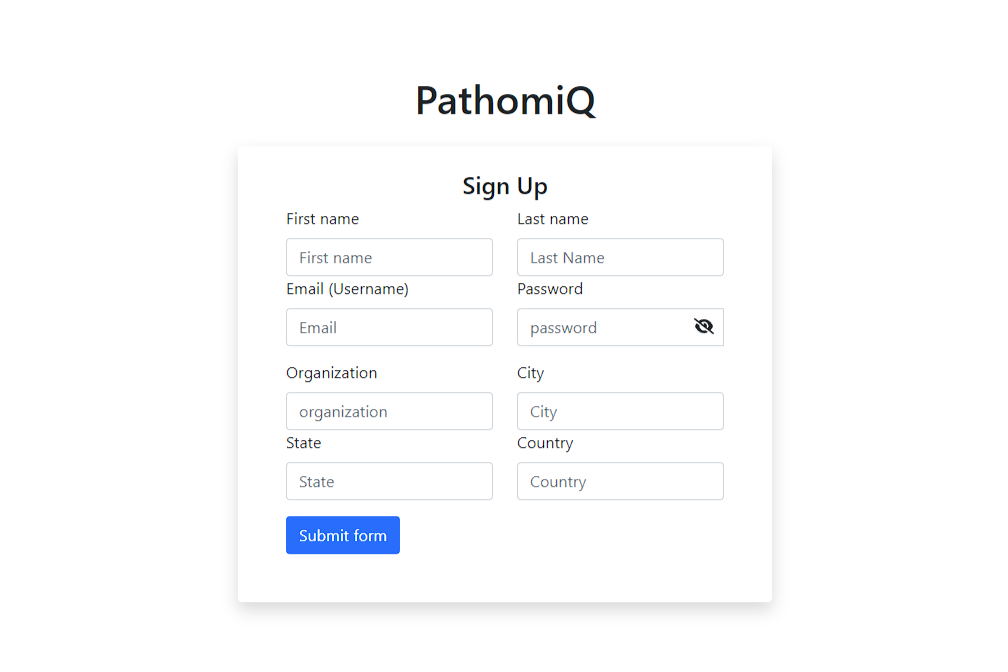 PathomiQ
Sign Up
First name Last name
First name Last Name
Email (Username) Password
Email password
Organization City
organization City
State Country
State Country
Submit form